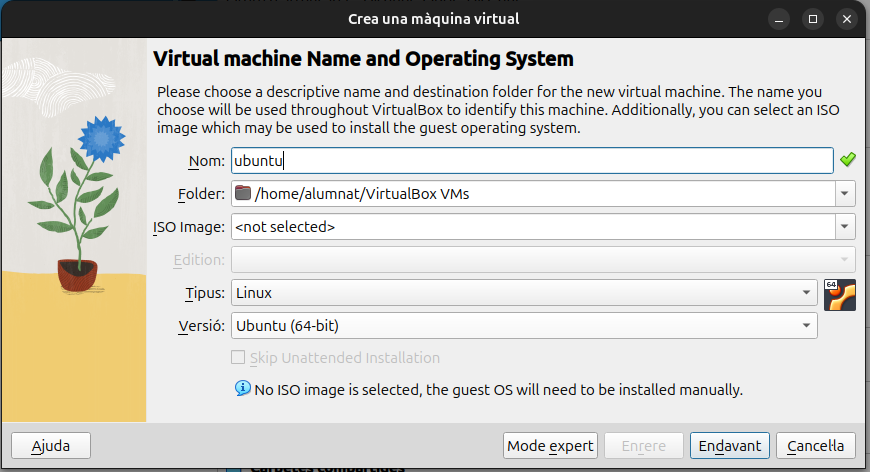 Crea una màquina virtual
Virtual machine Name and Operating System
Please choose a descriptive name and destination folder for the new virtual machine. The name you
choose will be used throughout VirtualBox to identify this machine. Additionally, you can select an ISO
image which may be used to install the guest operating system.
Nom: ubuntu
Folder: /home/alumnat/VirtualBox VMs
ISO Image: <not selected>
Edition:
Tipus: Linux
64
Versió: Ubuntu (64-bit)
Skip Unattended Installation
No ISO image is selected, the guest OS will need to be installed manually.
Ajuda Mode expert Enrere Endavant Cancel·la
Carpetes compartides